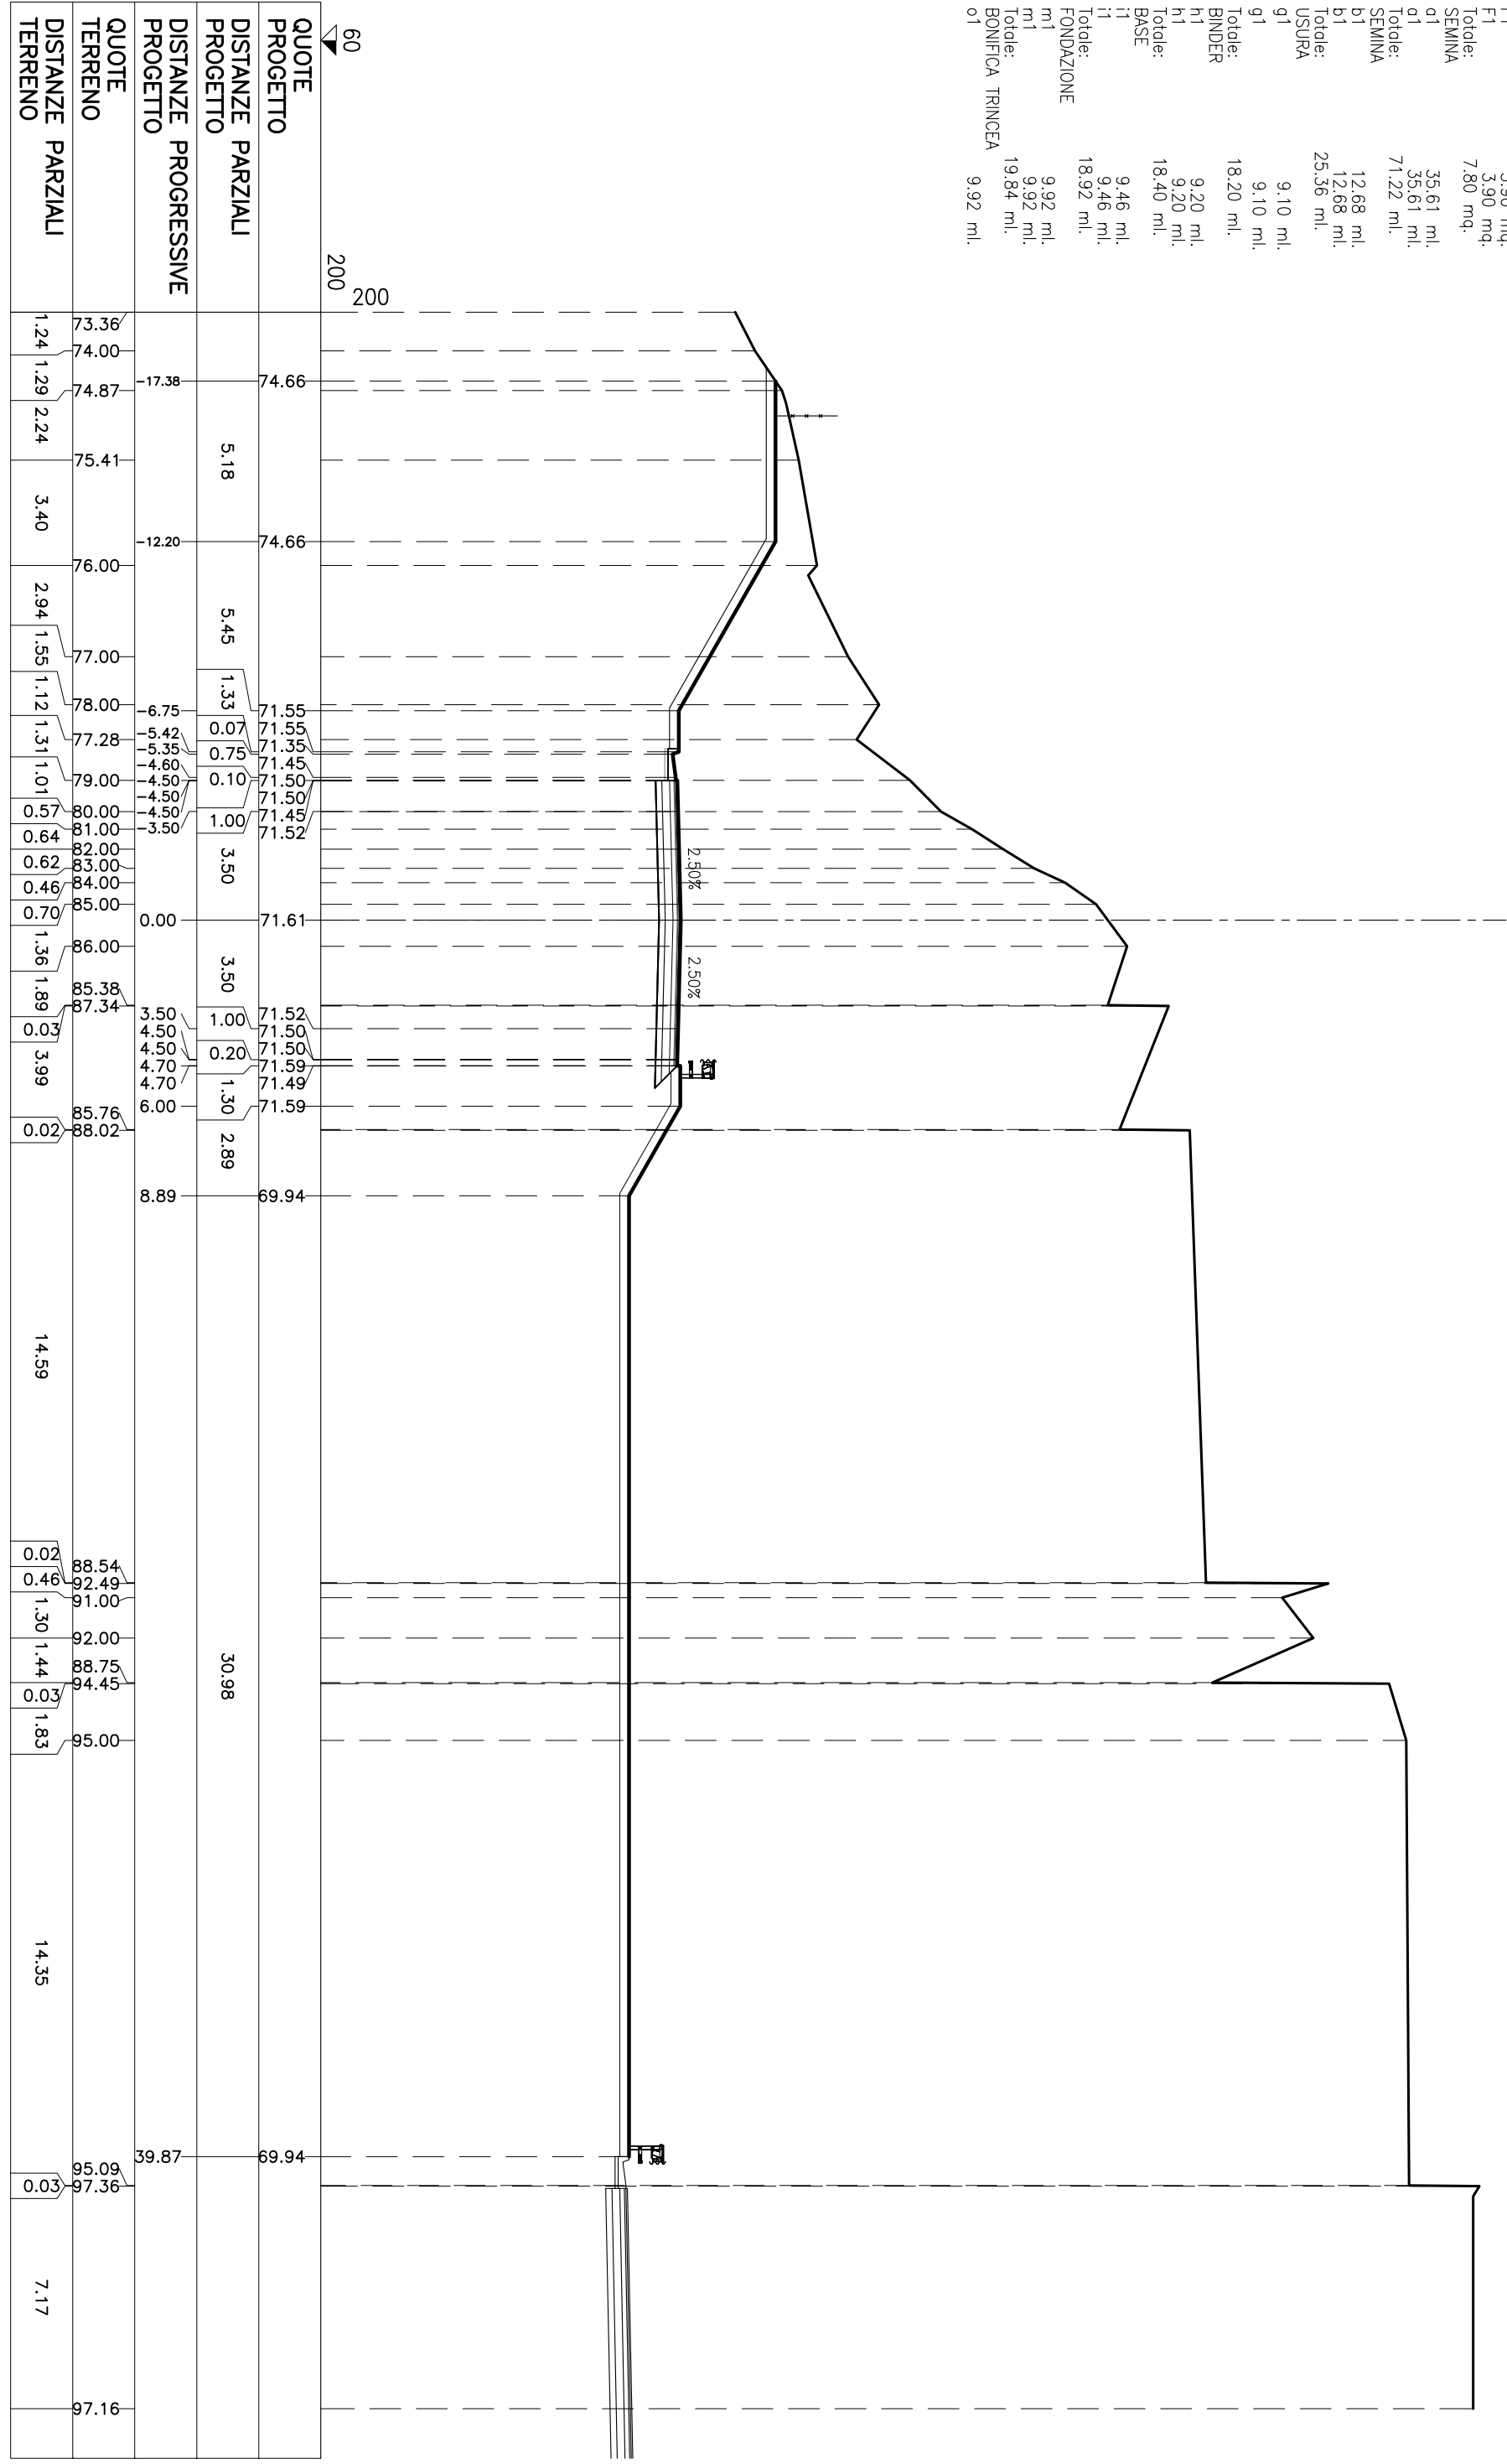 F1 3.90 mq.
Totale: 7.80 mq.
SEMINA
a1 35.61 ml.
a1 35.61 ml.
Totale: 71.22 ml.
SEMINA
b1 12.68 ml.
b1 12.68 ml.
Totale: 25.36 ml.
USURA
g1 9.10 ml.
g1 9.10 ml.
Totale: 18.20 ml.
BINDER
h1 9.20 ml.
h1 9.20 ml.
Totale: 18.40 ml.
BASE
i1 9.46 ml.
i1 9.46 ml.
Totale: 18.92 ml.
FONDAZIONE
m1 9.92 ml.
m1 9.92 ml.
Totale: 19.84 ml.
BONIFICA TRINCEA
o1 9.92 ml.
200
60
200
2.50% 2.50%
QUOTE
PROGETTO
74.66 74.66 71.55 71.55 71.35 71.45 71.50 71.50 71.45 71.52 71.61 71.52 71.50 71.50 71.59 71.49 71.59 69.94 69.94
DISTANZE PARZIALI
PROGETTO
5.18 5.45 1.33 0.07 0.75 0.10 1.00 3.50 3.50 1.00 0.20 1.30 2.89 30.98
DISTANZE PROGRESSIVE
PROGETTO
-17.38 -12.20 -6.75 -5.42 -5.35 -4.60 -4.50 -4.50 -4.50 -3.50 0.00 3.50 4.50 4.50 4.70 4.70 6.00 8.89 39.87
QUOTE
TERRENO
73.36 74.00 74.87 75.41 76.00 77.00 78.00 77.28 79.00 80.00 81.00 82.00 83.00 84.00 85.00 86.00 85.38 87.34 85.76 88.02 88.54 92.49 91.00 92.00 88.75 94.45 95.00 95.09 97.36 97.16
DISTANZE PARZIALI
TERRENO
1.24 1.29 2.24 3.40 2.94 1.55 1.12 1.31 1.01 0.57 0.64 0.62 0.46 0.70 1.36 1.89 0.03 3.99 0.02 14.59 0.02 0.46 1.30 1.44 0.03 1.83 14.35 0.03 7.17